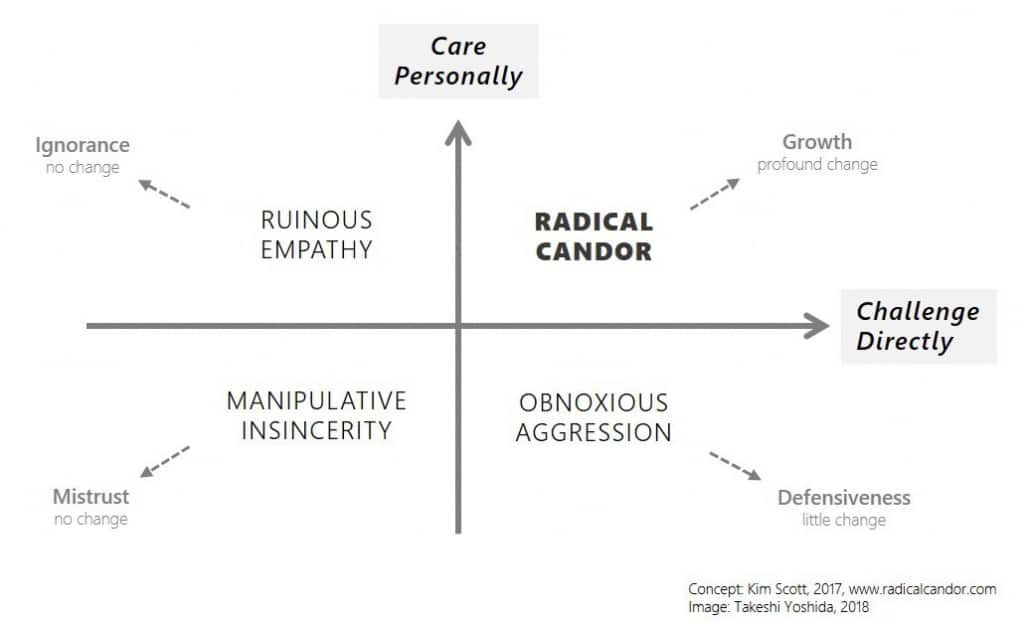 Care
Personally
Ignorance
no change
Growth
profound change
RUINOUS
EMPATHY
RADICAL
CANDOR
Challenge
Directly
MANIPULATIVE
INSINCERITY
OBNOXIOUS
AGGRESSION
Mistrust
no change
Defensiveness
little change
Concept: Kim Scott, 2017, www.radicalcandor.com
Image: Takeshi Yoshida, 2018